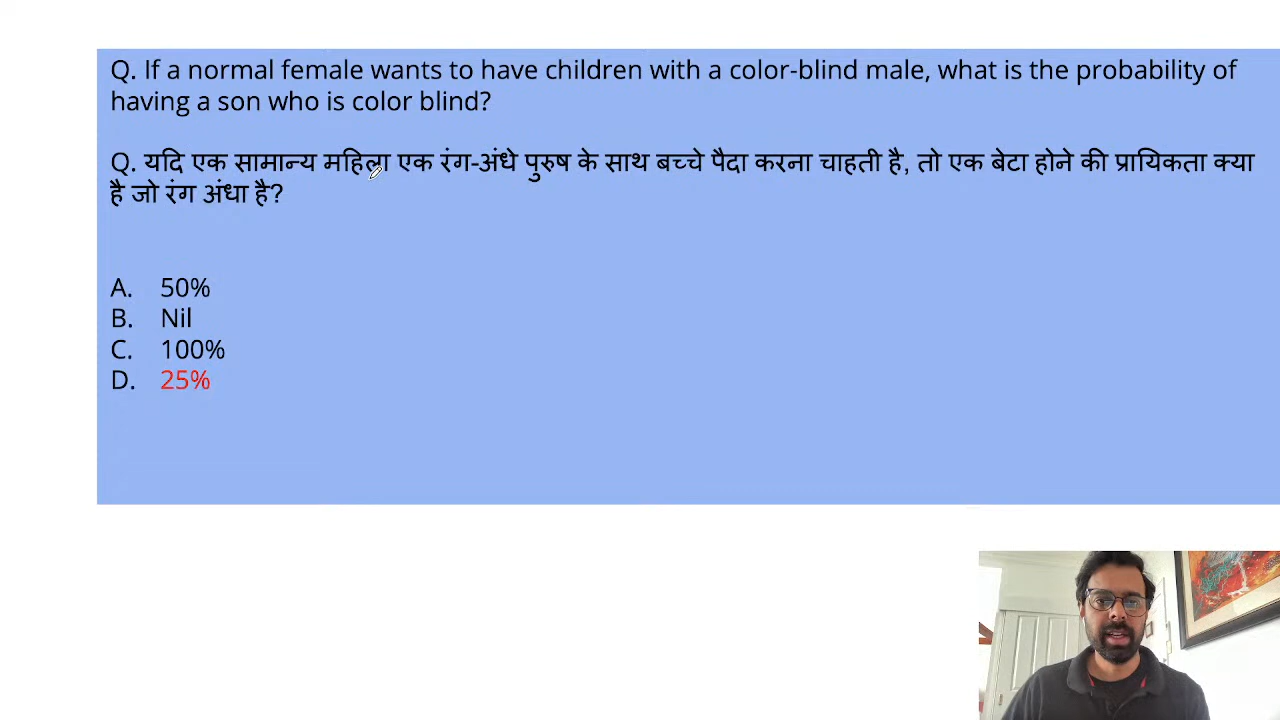 Q. If a normal female wants to have children with a color-blind male, what is the probability of
having a son who is color blind?
Q. यदि एक सामान्य महिला एक रंग-अंधे पुरुष के साथ बच्चे पैदा करना चाहती है, तो एक बेटा होने की प्रायिकता क्या
है जो रंग अंधा है?
A. 50%
B. Nil
C. 100%
D. 25%